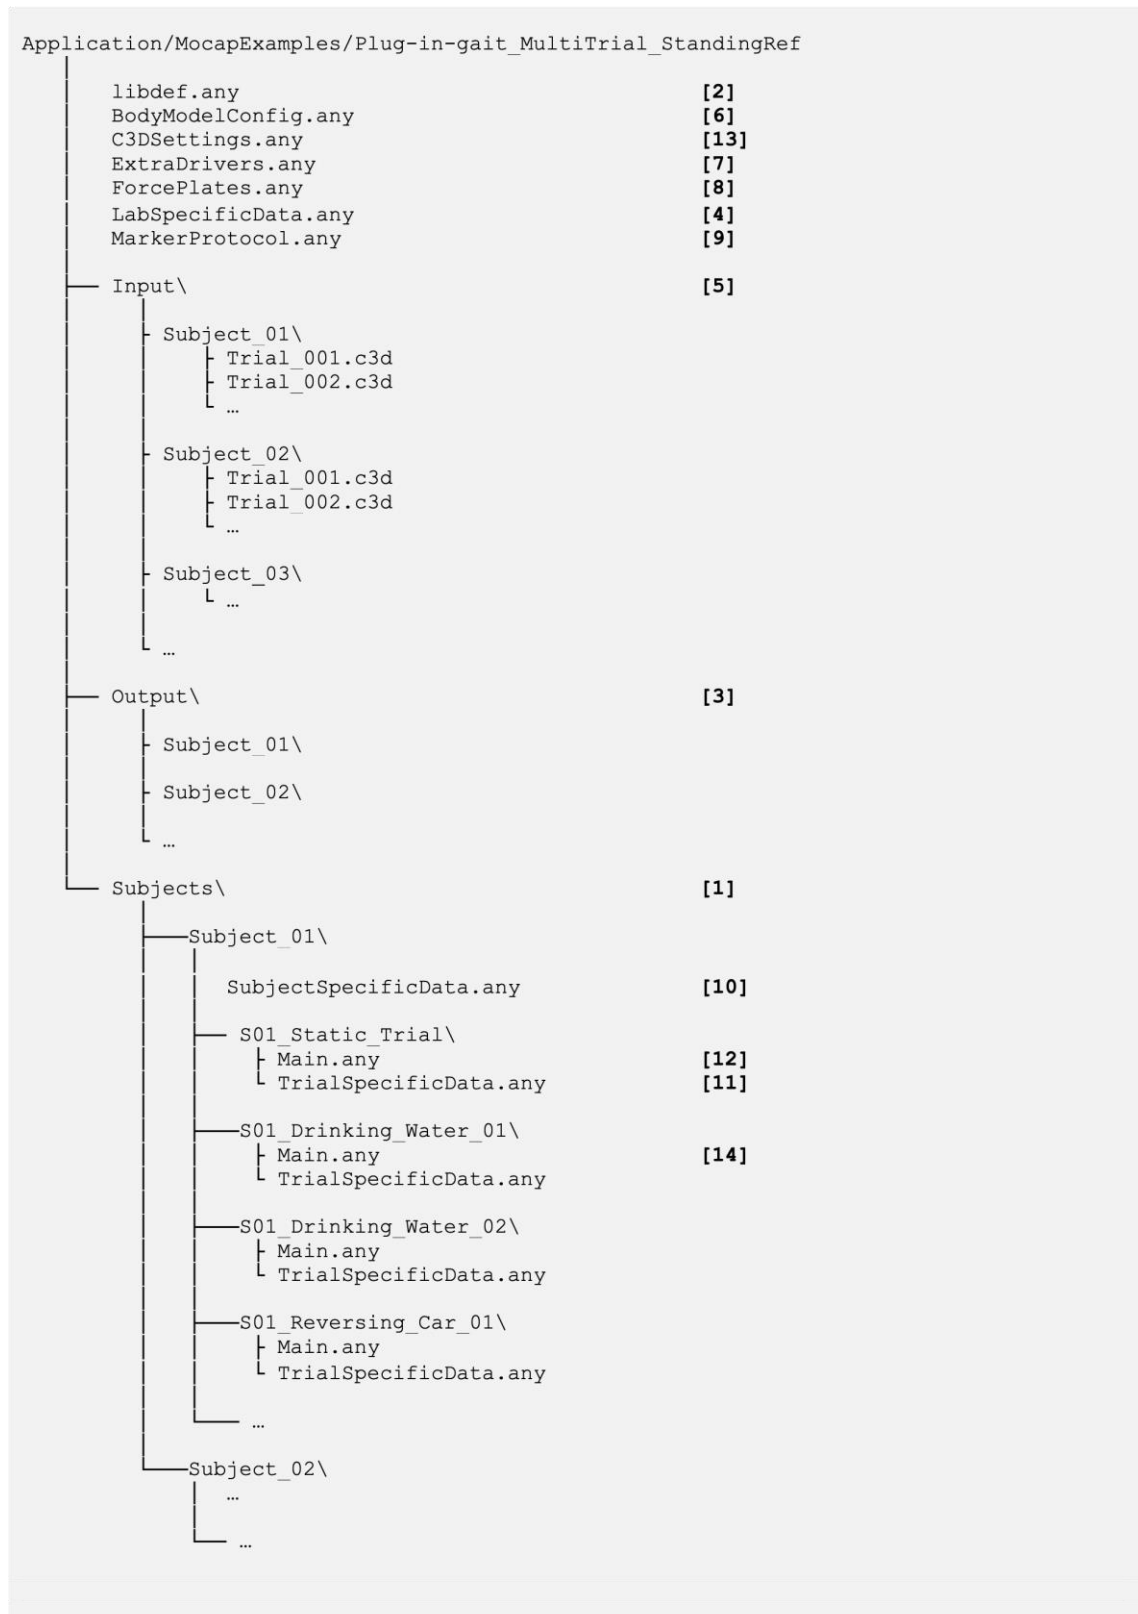 Application/MocapExamples/Plug-in-gait_MultiTrial_StandingRef
libdef.any [2]
BodyModelConfig.any [6]
C3DSettings.any [13]
ExtraDrivers.any [7]
ForcePlates.any [8]
LabSpecificData.any [4]
MarkerProtocol.any [9]
Input\ [5]
Subject_01\
Trial_001.c3d
Trial_002.c3d
…
Subject_02\
Trial_001.c3d
Trial_002.c3d
…
Subject_03\
…
…
Output\ [3]
Subject_01\
Subject_02\
…
Subjects\ [1]
Subject_01\
SubjectSpecificData.any [10]
S01_Static_Trial\
Main.any [12]
TrialSpecificData.any [11]
S01_Drinking_Water_01\
Main.any [14]
TrialSpecificData.any
S01_Drinking_Water_02\
Main.any
TrialSpecificData.any
S01_Reversing_Car_01\
Main.any
TrialSpecificData.any
…
Subject_02\
…
…